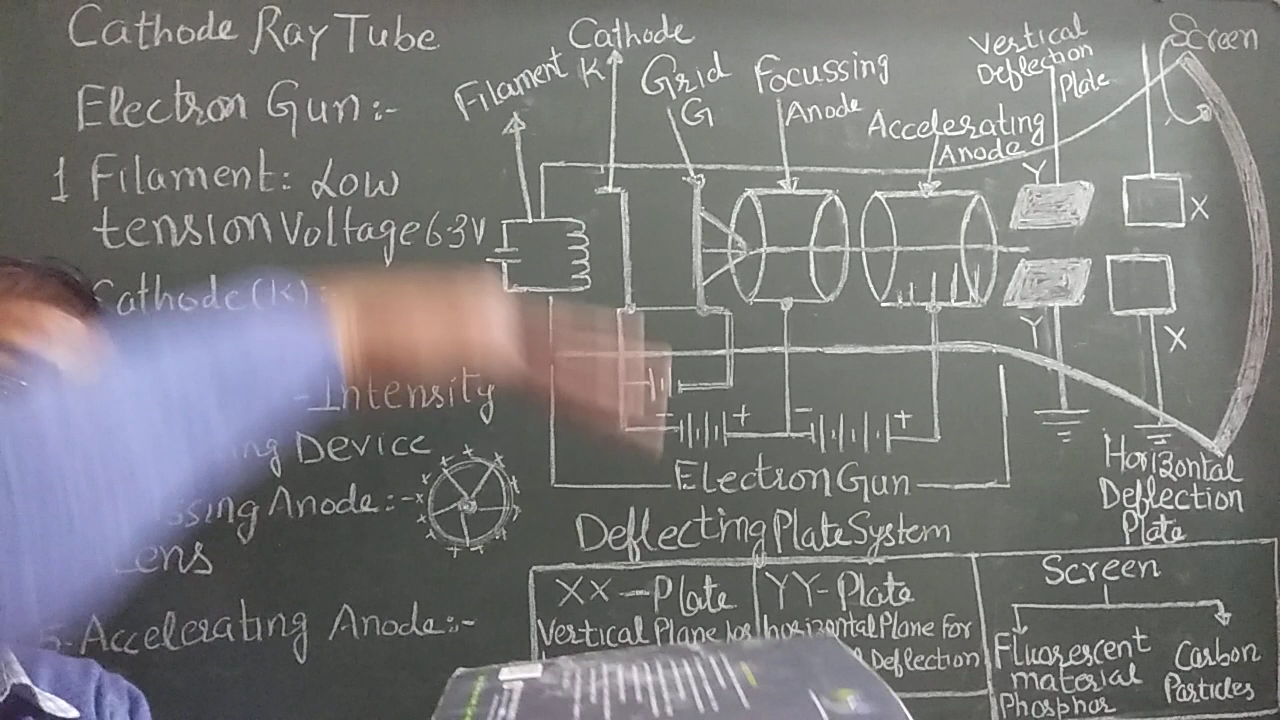 Cathode Ray Tube
Electron Gun:-
1 Filament: Low
tension Voltage 6.3V
Cathode (K):
-Intensity
Device
Anode:-
Lens
5. Accelerating Anode:-
Filament
Cathode
K
Grid
G
Focussing
Anode
Accelerating
Anode
Vertical
Deflection
Plate
Screen
Y
X
Y
X
+ + + + + + + + + +
- + - +
Electron Gun
Horizontal
Deflection
Plate
Deflecting Plate System
XX - Plate
Vertical Plane for
YY - Plate
horizontal Plane for
Deflection
Screen
Fluorescent
material
Phosphor
Carbon
Particles